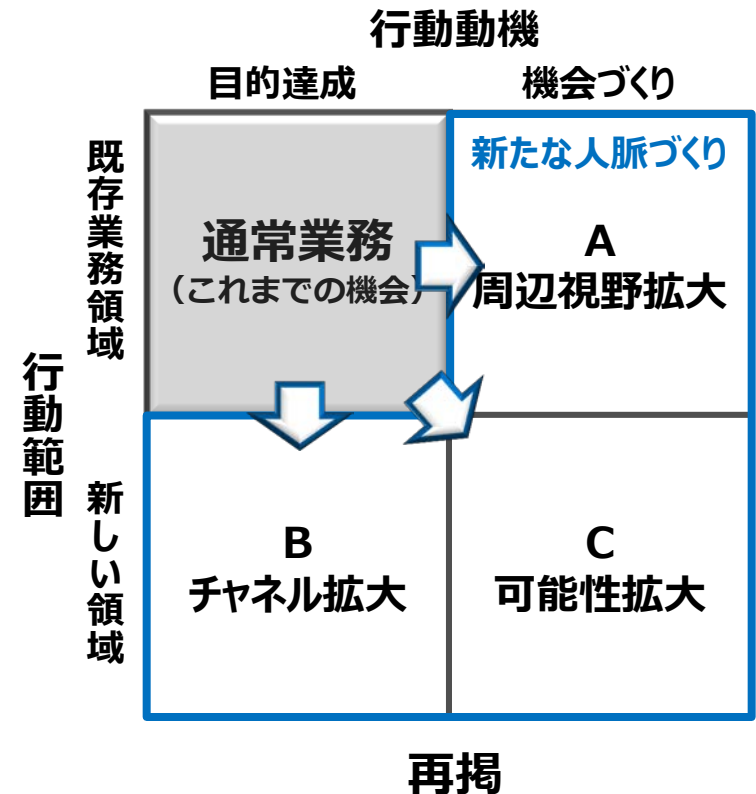 行動動機
目的達成
機会づくり
新たな人脈づくり
既存業務領域
通常業務
（これまでの機会）
A
周辺視野拡大
行動範囲
新しい領域
B
チャネル拡大
C
可能性拡大
再掲